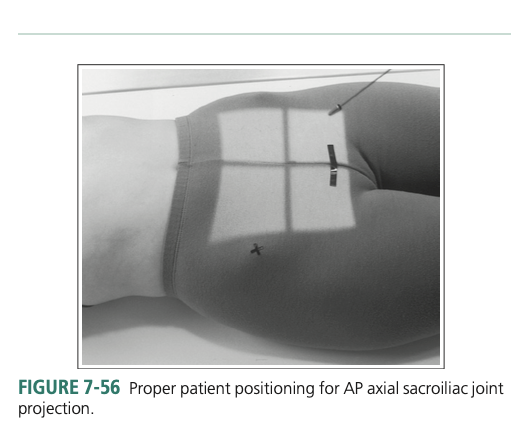 FIGURE 7-56 Proper patient positioning for AP axial sacroiliac joint
projection.